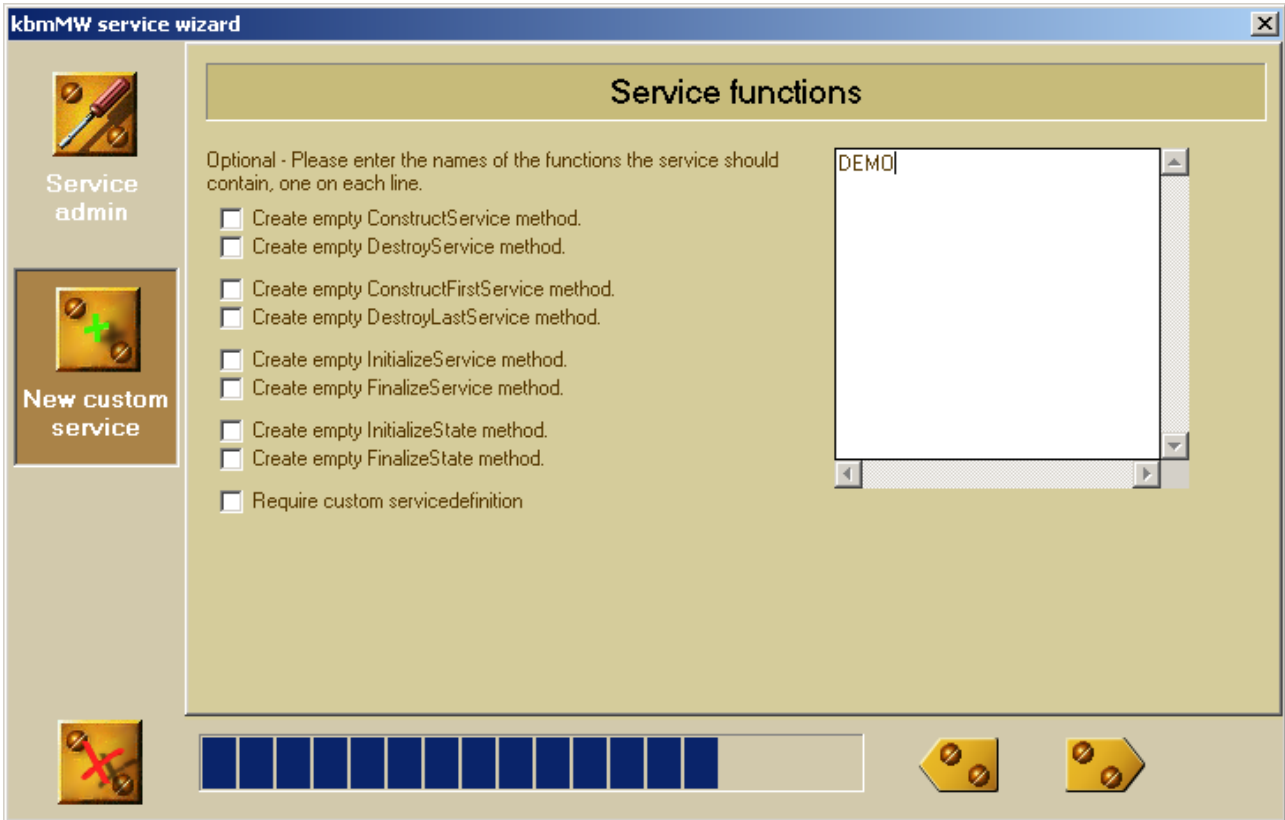 kbmMW service wizard
Service functions
Service
admin
New custom
service
Optional - Please enter the names of the functions the service should
contain, one on each line.
Create empty ConstructService method.
Create empty DestroyService method.
Create empty ConstructFirstService method.
Create empty DestroyLastService method.
Create empty InitializeService method.
Create empty FinalizeService method.
Create empty InitializeState method.
Create empty FinalizeState method.
Require custom servicedefinition
DEMO